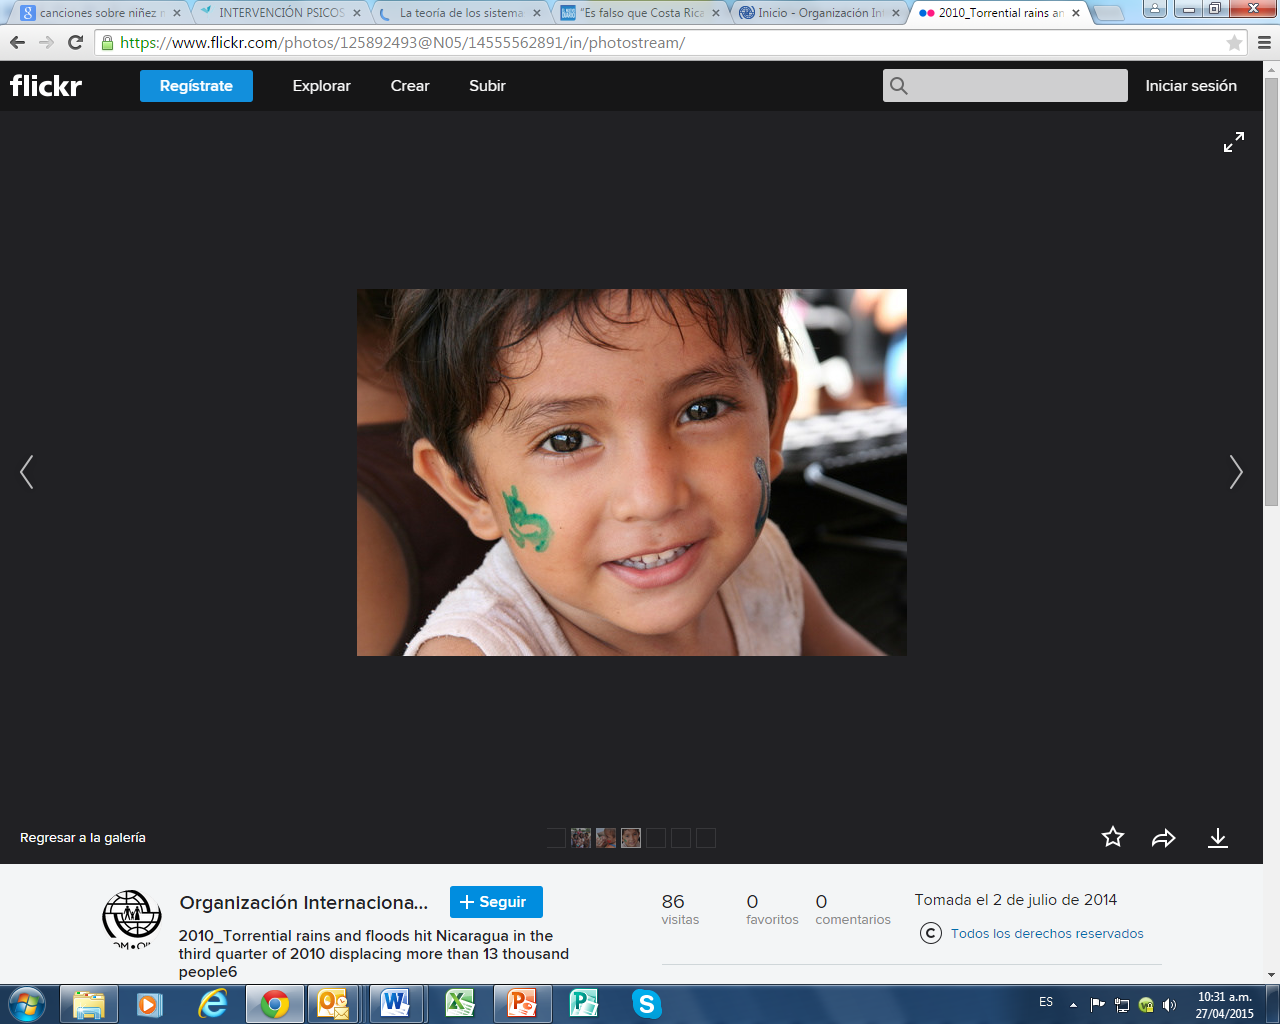 canciones sobre niñez m
INTERVENCIÓN PSICOS
La teoría de los sistema
"Es falso que Costa Rica
Inicio - Organización Int
2010_Torrential rains an
https://www.flickr.com/photos/125892493@N05/14555562891/in/photostream/
flickr
Regístrate
Explorar
Crear
Subir
Iniciar sesión
Regresar a la galería
Organización Internaciona...
+ Seguir
2010_Torrential rains and floods hit Nicaragua in the
third quarter of 2010 displacing more than 13 thousand
people6
86
visitas
0
favoritos
0
comentarios
Tomada el 2 de julio de 2014
Todos los derechos reservados
ES
10:31 a.m.
27/04/2015